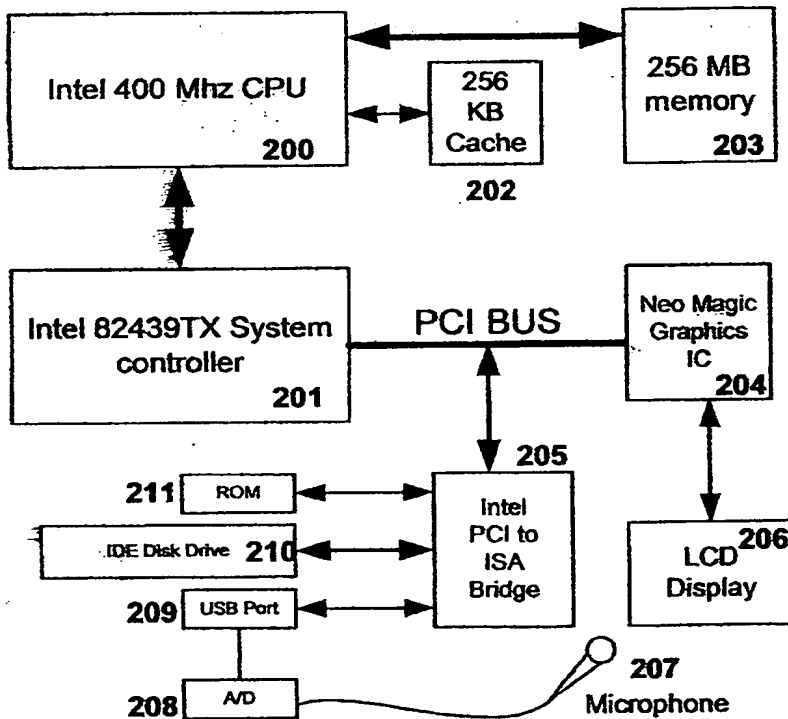 Intel 400 Mhz CPU
200
256
KB
Cache
202
256 MB
memory
203
Intel 82439TX System
controller
201
PCI BUS
Neo Magic
Graphics
IC
204
205
Intel
PCI to
ISA
Bridge
206
LCD
Display
211
ROM
IDE Disk Drive
210
209
USB Port
208
A/D
207
Microphone